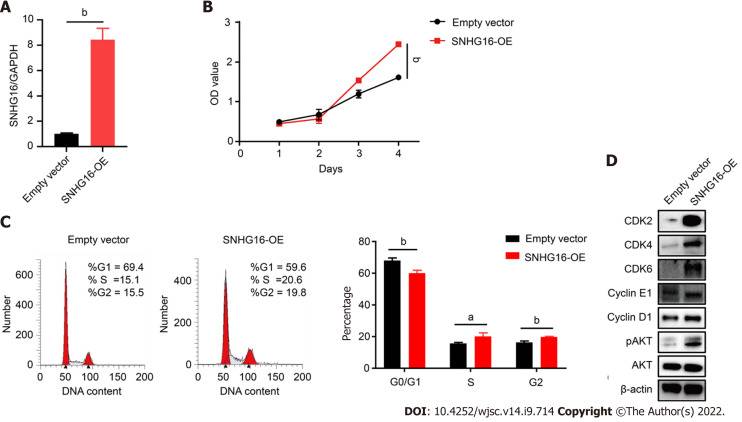 A
b
10
8
6
4
2
0
SNHG16/GAPDH
Empty vector
SNHG16-OE
B
Empty vector
SNHG16-OE
3
2
1
0
OD value
1 2 3 4
Days
b
C
Empty vector
%G1 = 69.4
% S =15.1
%G2 = 15.5
600
400
200
0
Number
0 50 100 150 200
DNA content
SNHG16-OE
%G1 = 59.6
% S = 20.6
%G2 = 19.8
400
200
0
Number
0 50 100 150 200
DNA content
Empty vector
SNHG16-OE
80
60
40
20
0
Percentage
b
a
b
G0/G1 S G2
D
Empty vector
SNHG16-OE
CDK2
CDK4
CDK6
Cyclin E1
Cyclin D1
pAKT
AKT
β-actin
DOI: 10.4252/wjsc.v14.i9.714 Copyright ©The Author(s) 2022.